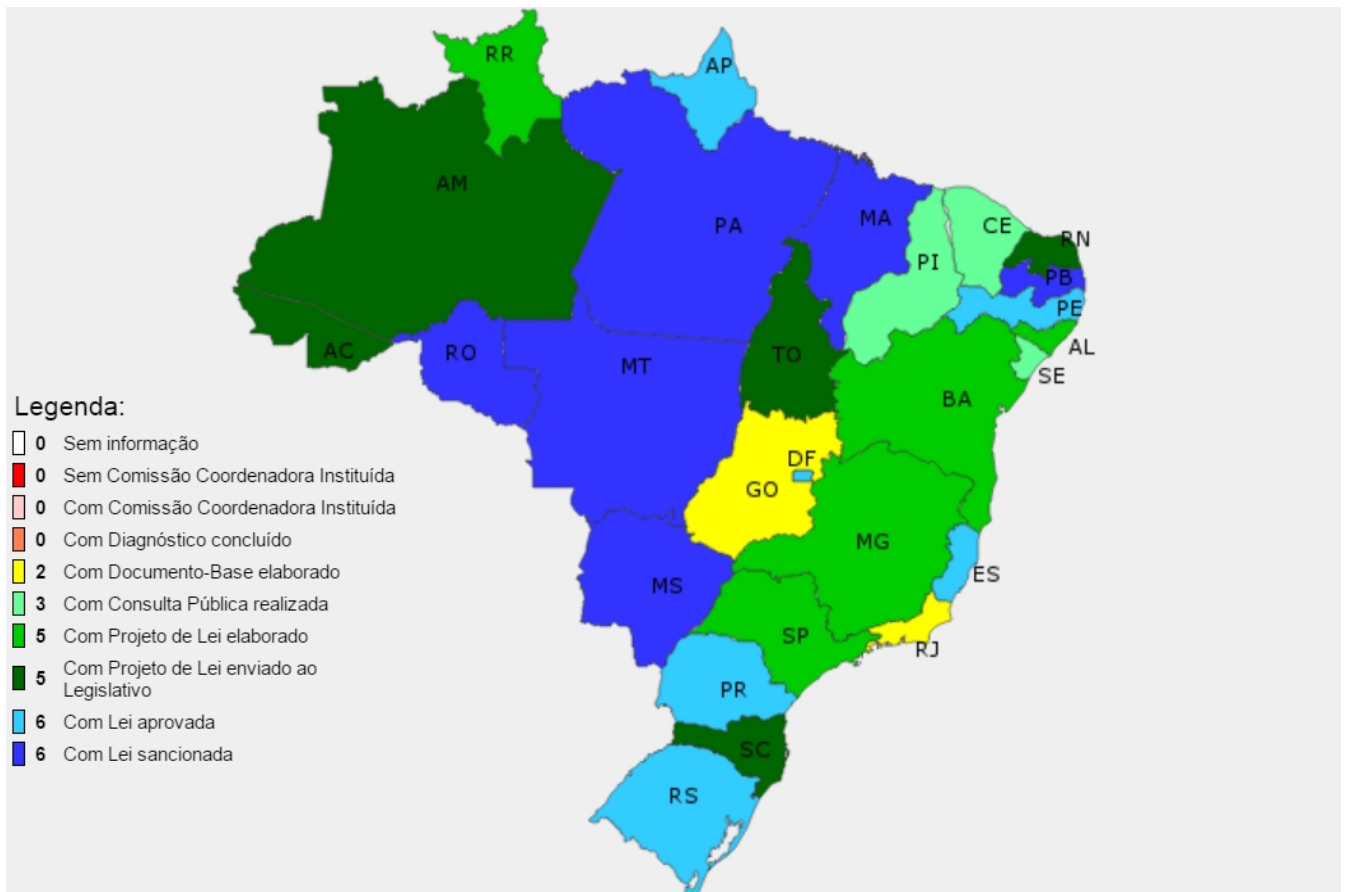 RR
AP
AM
PA
MA
CE
RN
PI
PB
PE
AC
RO
MT
TO
AL
SE
BA
DF
GO
MG
MS
ES
SP
RJ
PR
SC
RS
Legenda:
0 Sem informação
0 Sem Comissão Coordenadora Instituída
0 Com Comissão Coordenadora Instituída
0 Com Diagnóstico concluído
2 Com Documento-Base elaborado
3 Com Consulta Pública realizada
5 Com Projeto de Lei elaborado
5 Com Projeto de Lei enviado ao
Legislativo
6 Com Lei aprovada
6 Com Lei sancionada